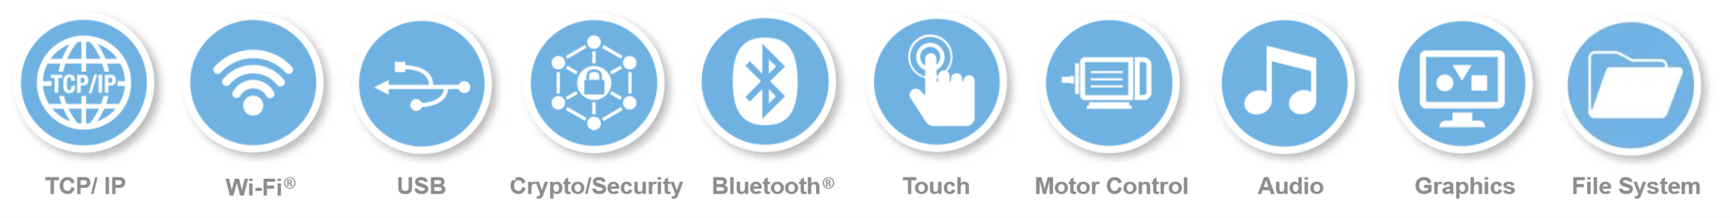 TCP/IP
TCP/ IP
Wi-Fi®
USB
Crypto/Security
Bluetooth®
Touch
Motor Control
Audio
Graphics
File System